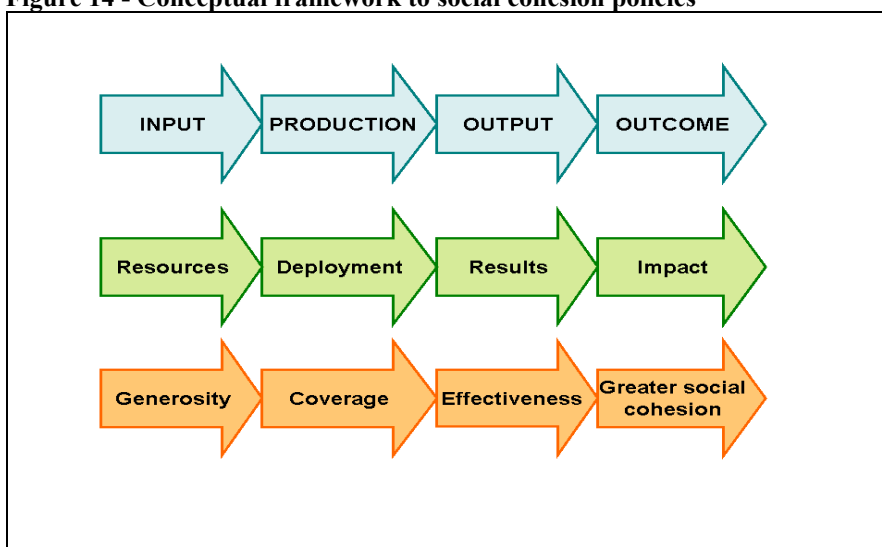 Figure 14 - Conceptual framework to social cohesion policies
INPUT PRODUCTION OUTPUT OUTCOME
Resources Deployment Results Impact
Generosity Coverage Effectiveness Greater social
cohesion